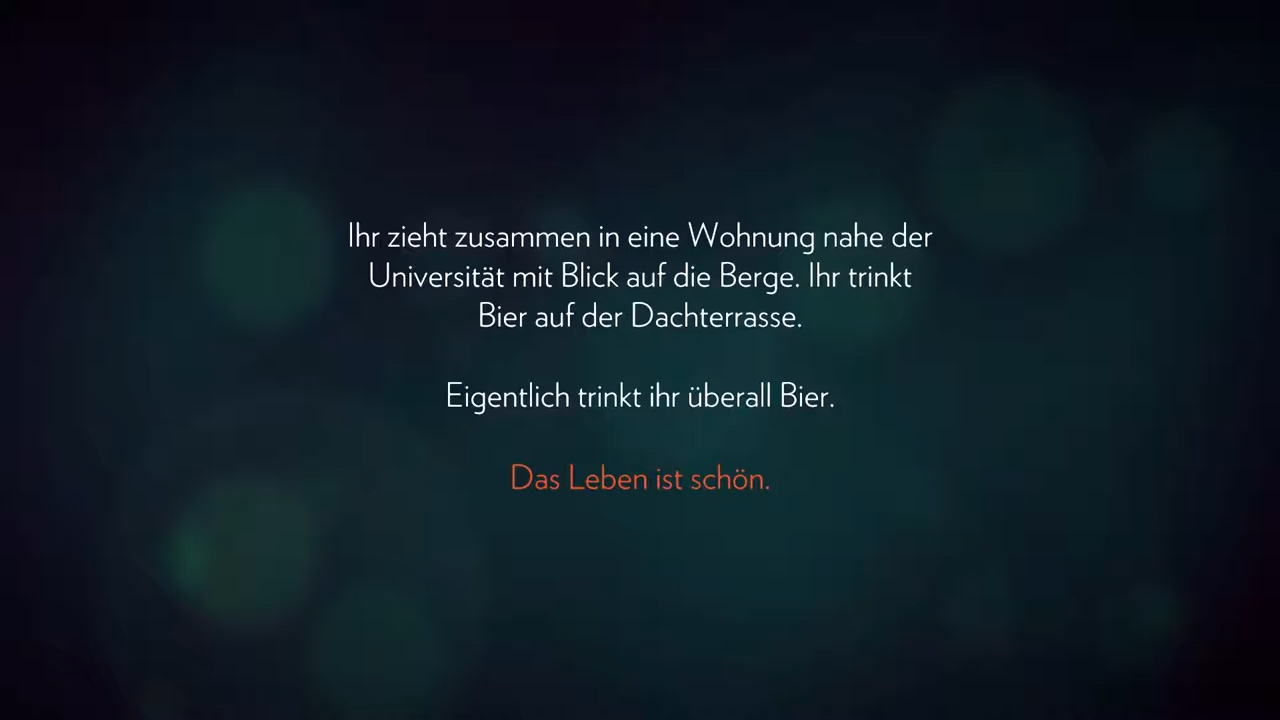 Ihr zieht zusammen in eine Wohnung nahe der
Universität mit Blick auf die Berge. Ihr trinkt
Bier auf der Dachterrasse.
Eigentlich trinkt ihr überall Bier.
Das Leben ist schön.